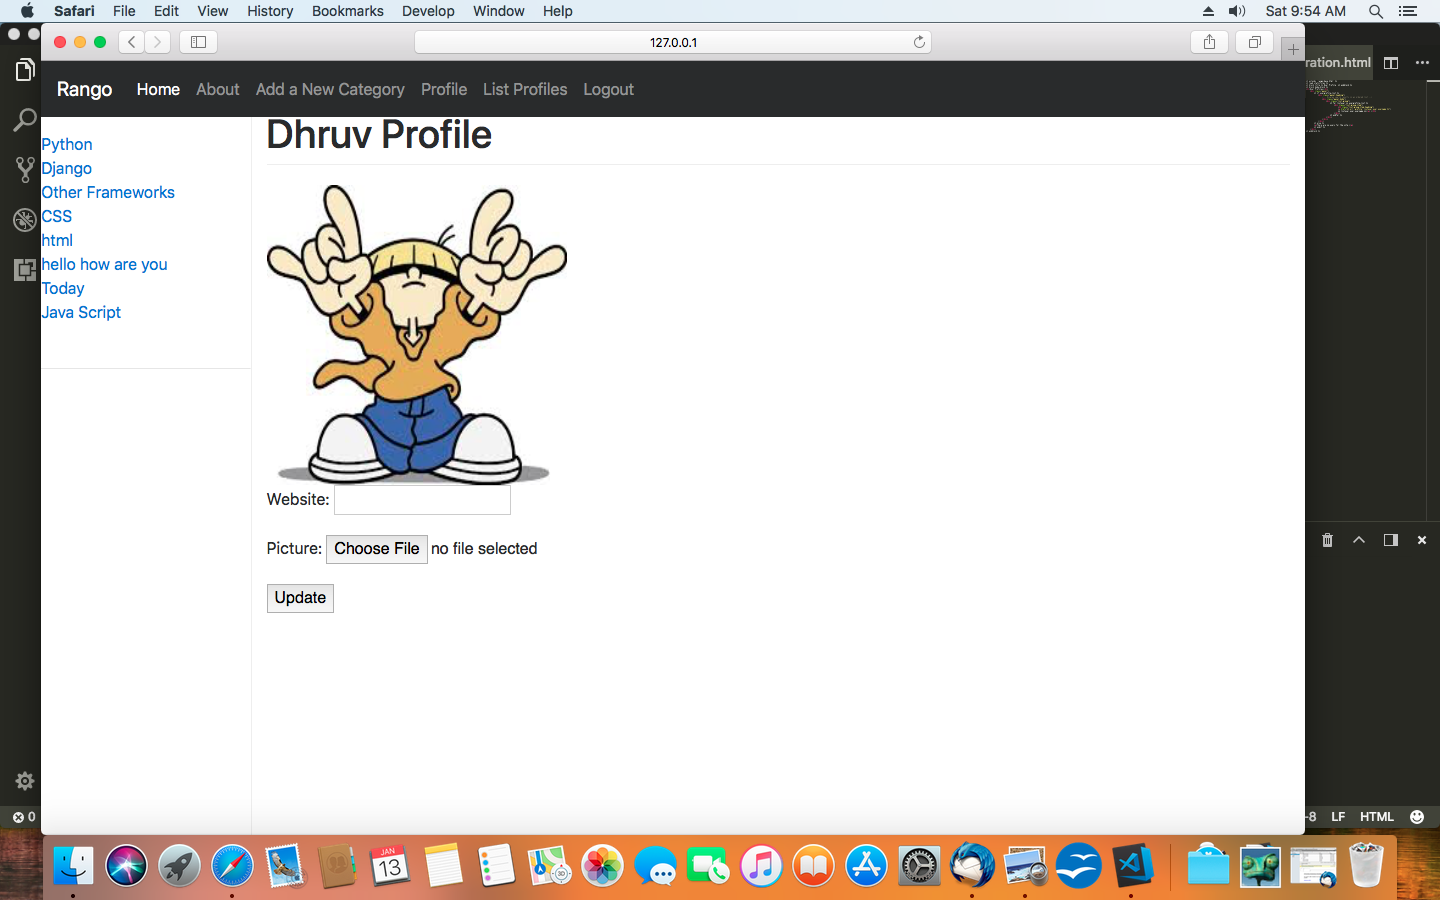 Safari File Edit View History Bookmarks Develop Window Help Sat 9:54 AM
127.0.0.1
ration.html
Rango Home About Add a New Category Profile List Profiles Logout
Dhruv Profile
Python
Django
Other Frameworks
CSS
html
hello how are you
Today
Java Script
Website:
Picture: Choose File no file selected
Update
0
-8 LF HTML
JAN
13
3D